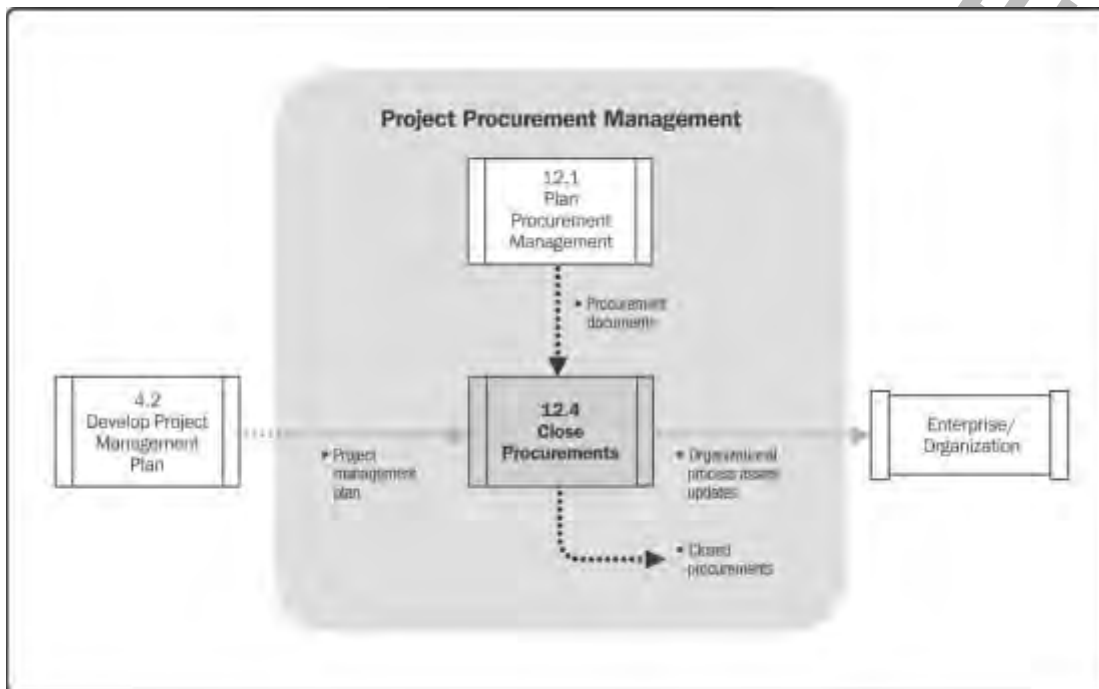 Project Procurement Management
12.1
Plan
Procurement
Management
• Procurement
documents
4.2
Develop Project
Management
Plan
• Project
management
plan
12.4
Close
Procurements
• Organizational
process assets
updates
Enterprise/
Organization
• Closed
procurements